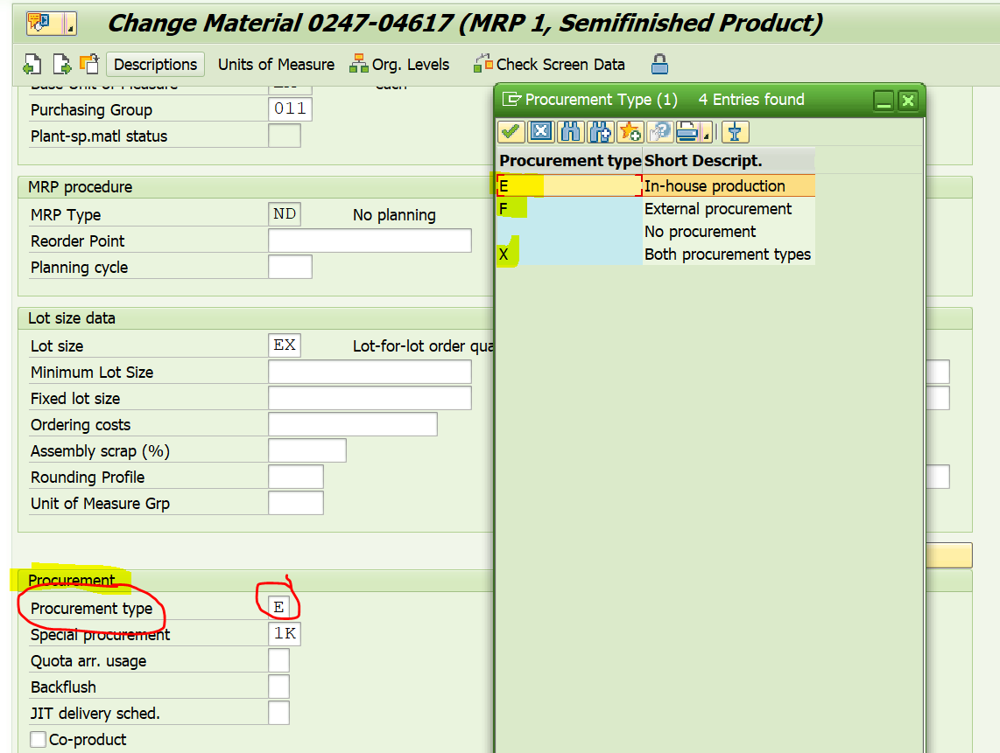 Change Material 0247-04617 (MRP 1, Semifinished Product)
Descriptions Units of Measure Org. Levels Check Screen Data
Base Unit of Measure each
Purchasing Group 011
Plant-sp.matl status
MRP procedure
MRP Type ND No planning
Reorder Point
Planning cycle
Lot size data
Lot size EX Lot-for-lot order qua
Minimum Lot Size
Fixed lot size
Ordering costs
Assembly scrap (%)
Rounding Profile
Unit of Measure Grp
Procurement
Procurement type E
Special procurement 1K
Quota arr. usage
Backflush
JIT delivery sched.
Co-product
Procurement Type (1) 4 Entries found
Procurement type Short Descript.
E In-house production
F External procurement
No procurement
X Both procurement types